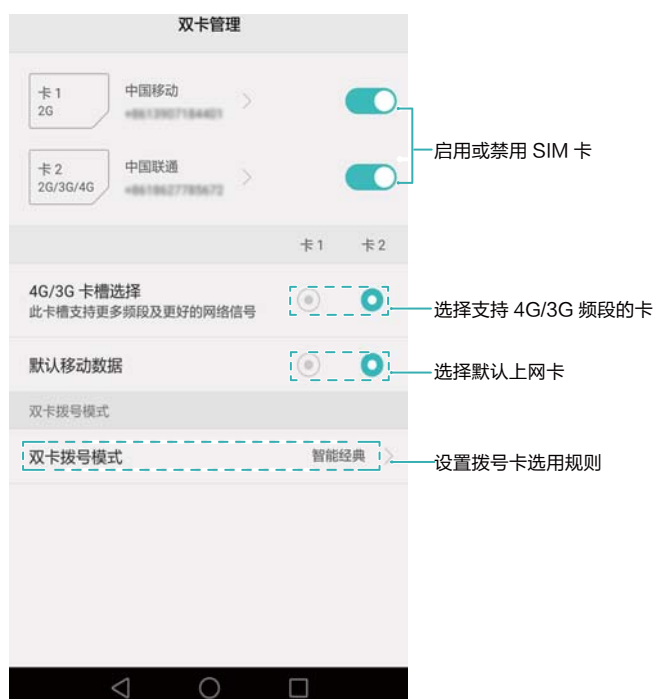 双卡管理
卡 1
2G
中国移动
卡 2
2G/3G/4G
中国联通
启用或禁用 SIM 卡
卡 1 卡 2
4G/3G 卡槽选择
此卡槽支持更多频段及更好的网络信号
选择支持 4G/3G 频段的卡
默认移动数据
选择默认上网卡
双卡拨号模式
双卡拨号模式 智能经典
设置拨号卡选用规则